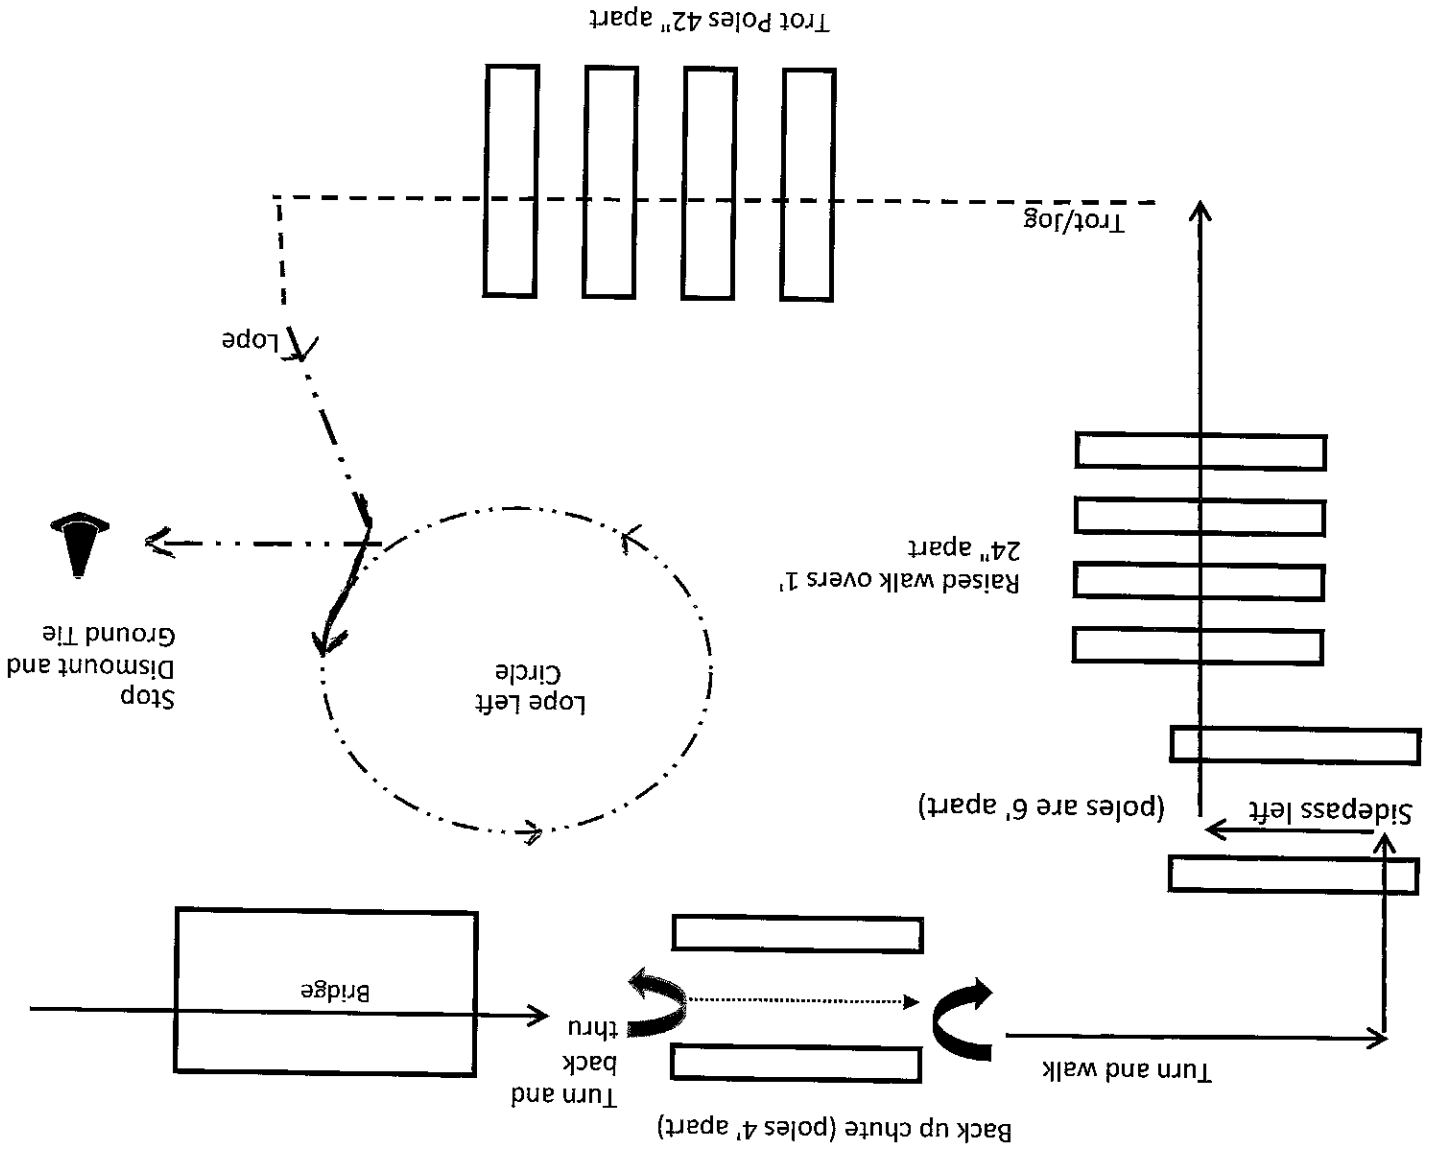 Back up chute (poles 4' apart)
Turn and
back
thru
Turn and walk
Bridge
Sidepass left
(poles are 6' apart)
Stop
Dismount and
Ground Tie
Lope Left
Circle
Raised walk overs 1'
24" apart
Lope
Trot/Jog
Trot Poles 42" apart